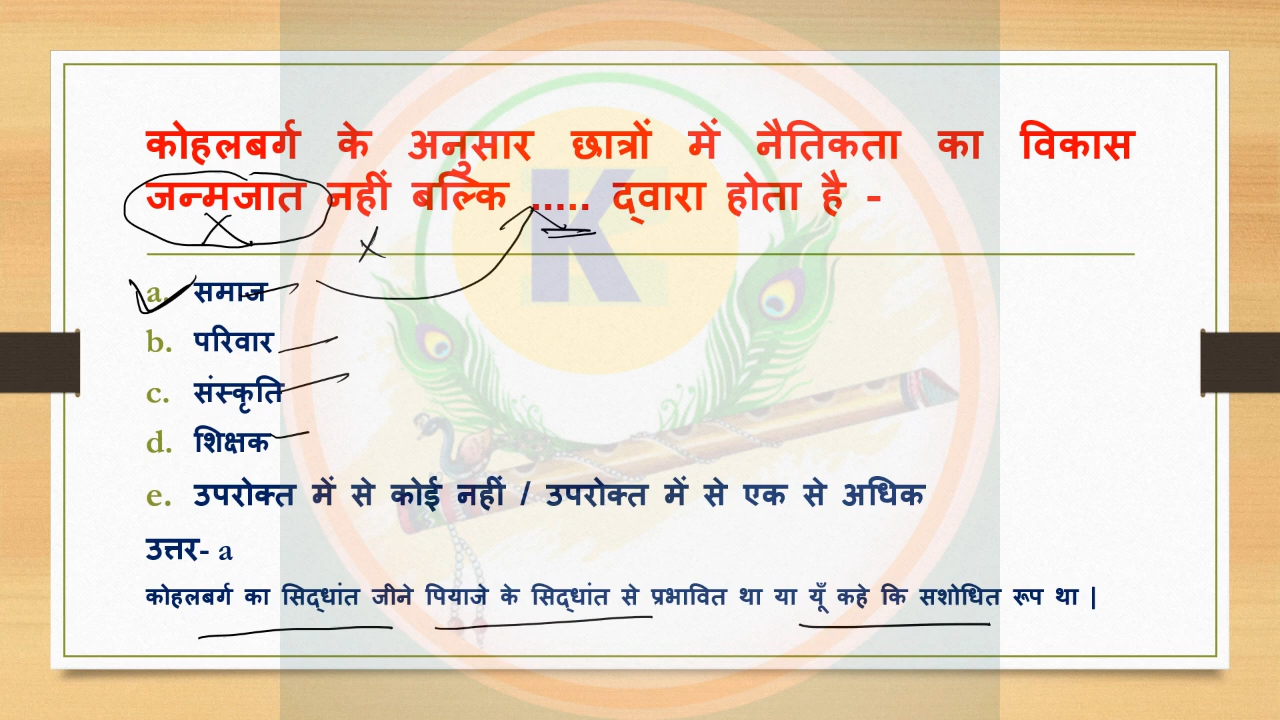 कोहलबर्ग के अनुसार छात्रों में नैतिकता का विकास
जन्मजात नहीं बल्कि ..... द्वारा होता है -
a. समाज
b. परिवार
c. संस्कृति
d. शिक्षक
e. उपरोक्त में से कोई नहीं / उपरोक्त में से एक से अधिक
उत्तर- a
कोहलबर्ग का सिद्धांत जीने पियाजे के सिद्धांत से प्रभावित था या यूँ कहे कि सशोधित रूप था |
K